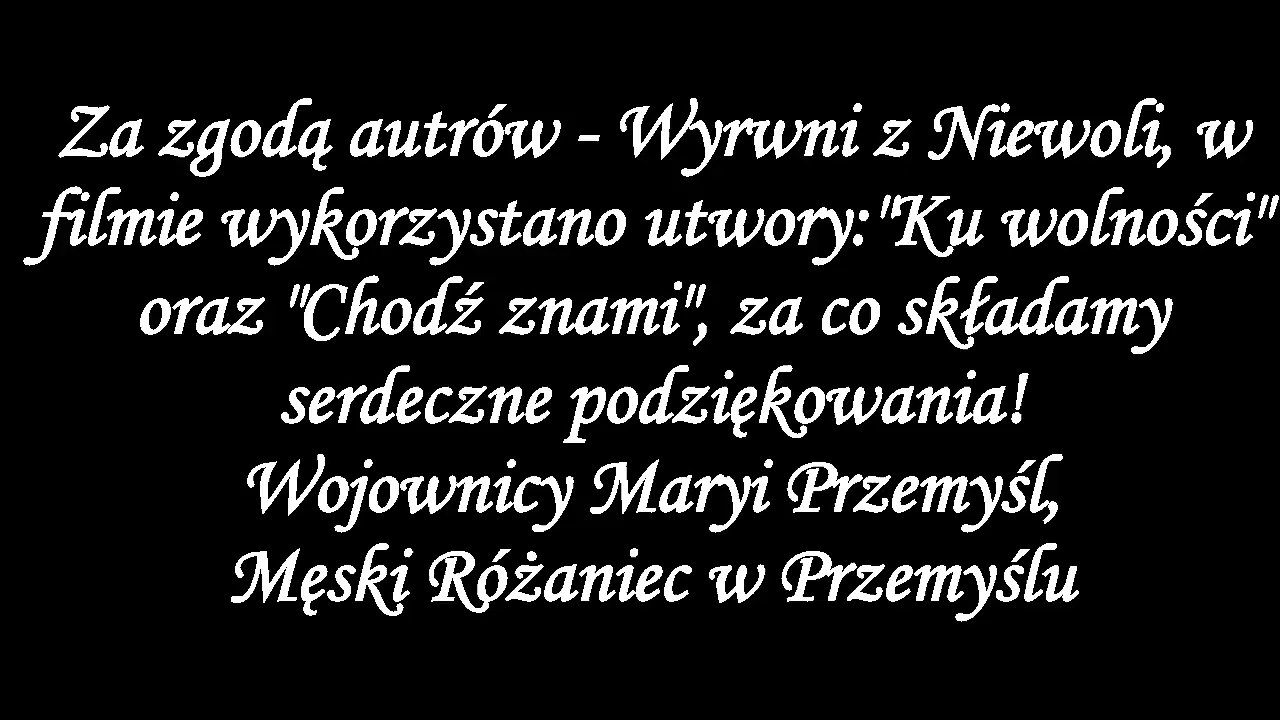 Za zgodą autrów - Wyrwni z Niewoli, w
filmie wykorzystano utwory:"Ku wolności"
oraz "Chodź znami", za co składamy
serdeczne podziękowania!
Wojownicy Maryi Przemyśl,
Męski Różaniec w Przemyślu